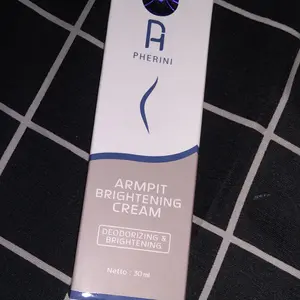 PHERINI
ARMPIT
BRIGHTENING
CREAM
DEODORIZING &
BRIGHTENING
Netto : 30 ml